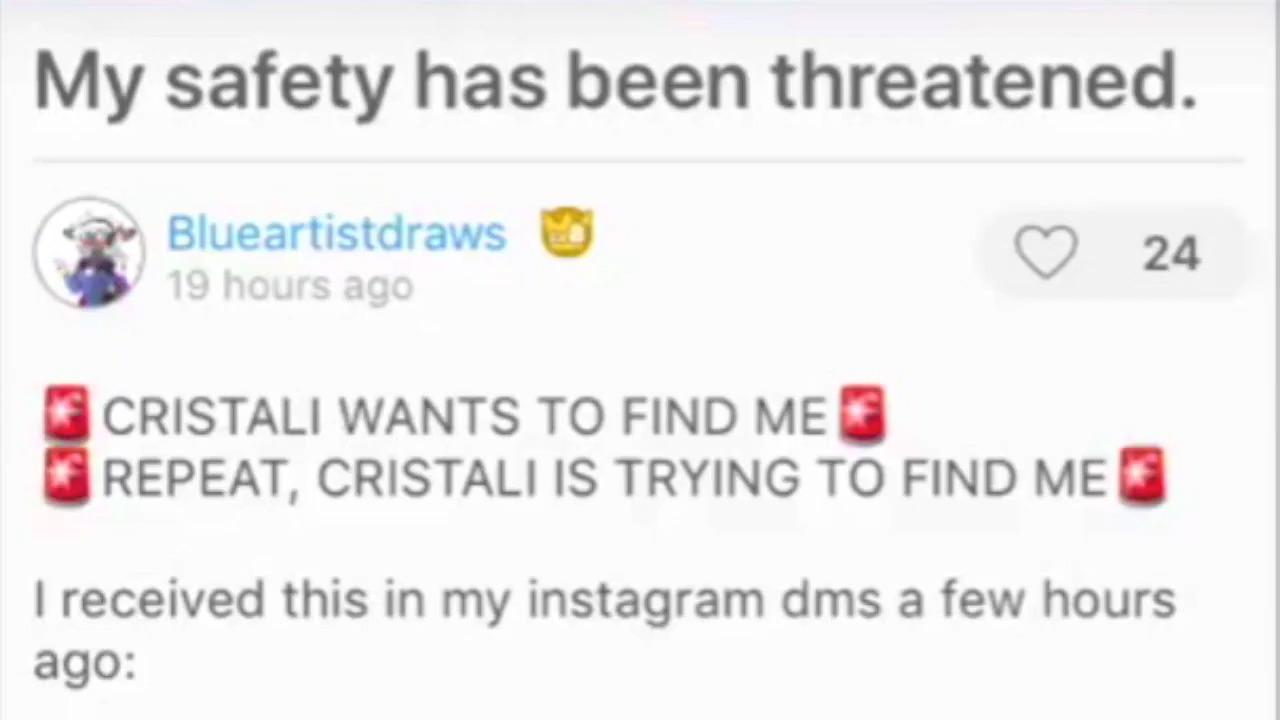 My safety has been threatened.
Blueartistdraws
24
19 hours ago
🚨CRISTALI WANTS TO FIND ME🚨
🚨REPEAT, CRISTALI IS TRYING TO FIND ME🚨
I received this in my instagram dms a few hours
ago: